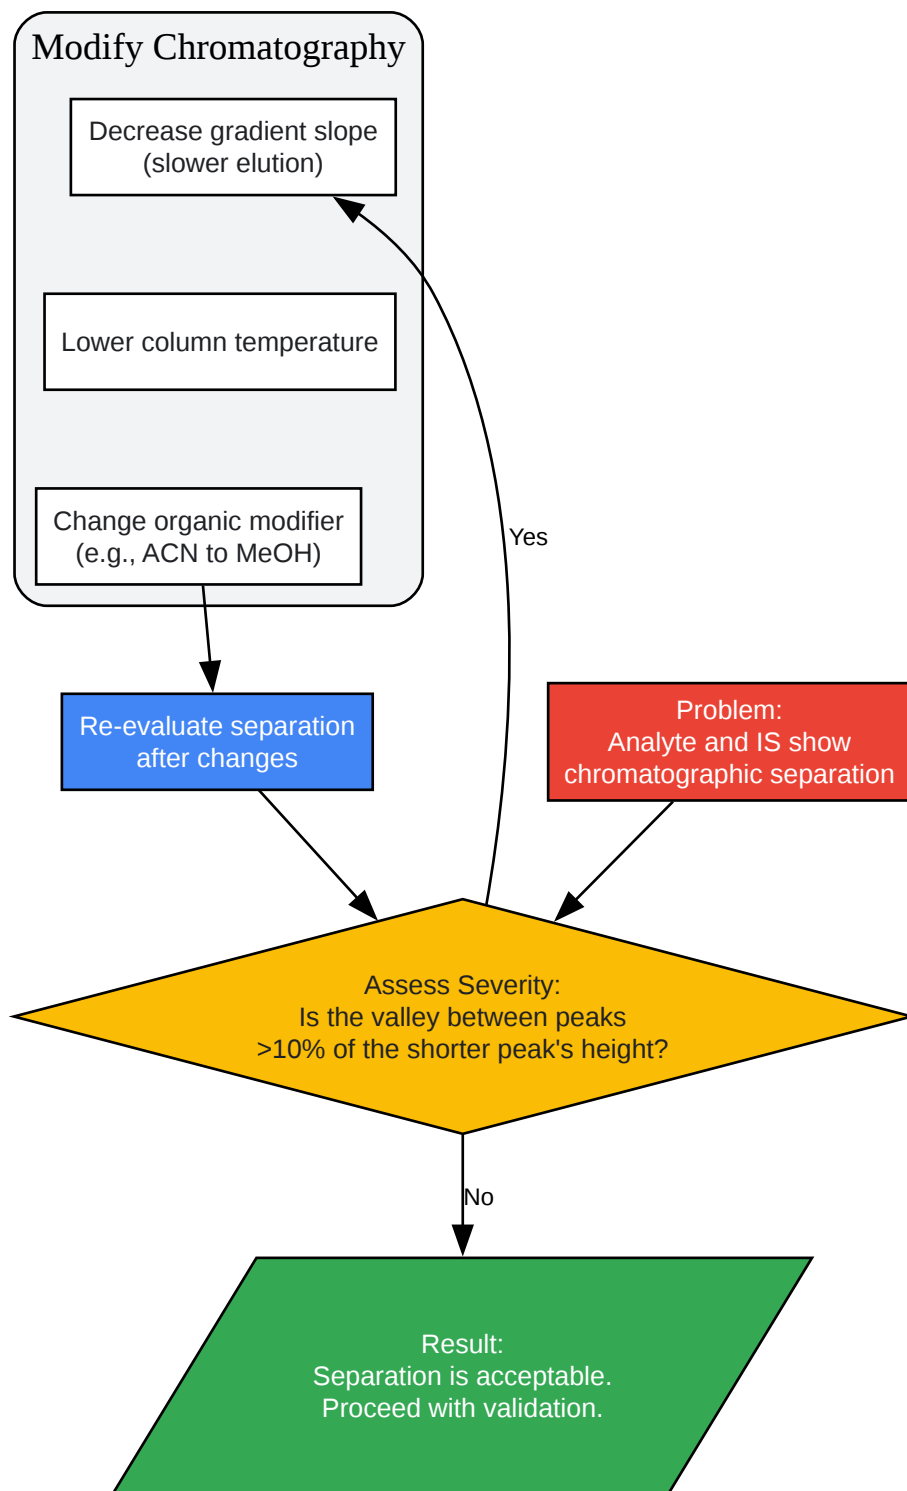 Modify Chromatography
Decrease gradient slope
(slower elution)
Lower column temperature
Change organic modifier
(e.g., ACN to MeOH)
Yes
Re-evaluate separation
after changes
Problem:
Analyte and IS show
chromatographic separation
Assess Severity:
Is the valley between peaks
>10% of the shorter peak's height?
No
Result:
Separation is acceptable.
Proceed with validation.